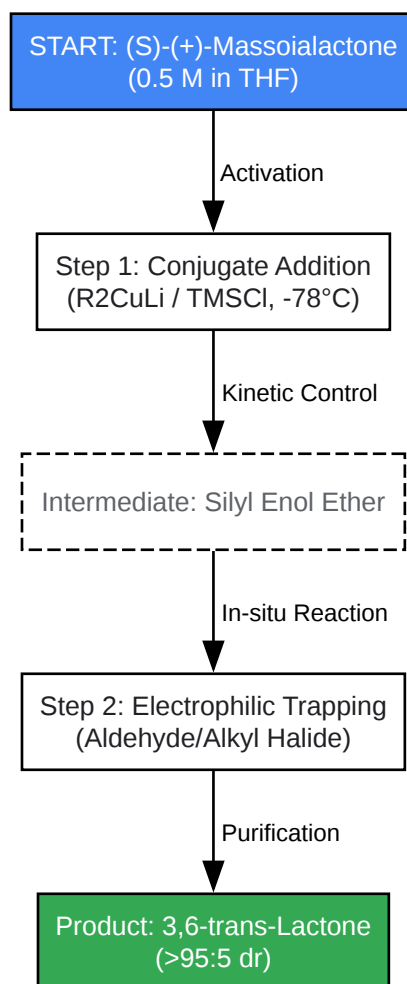 START: (S)-(+)-Massoialactone
(0.5 M in THF)
Activation
Step 1: Conjugate Addition
(R2CuLi / TMSCl, -78°C)
Kinetic Control
Intermediate: Silyl Enol Ether
In-situ Reaction
Step 2: Electrophilic Trapping
(Aldehyde/Alkyl Halide)
Purification
Product: 3,6-trans-Lactone
(>95:5 dr)